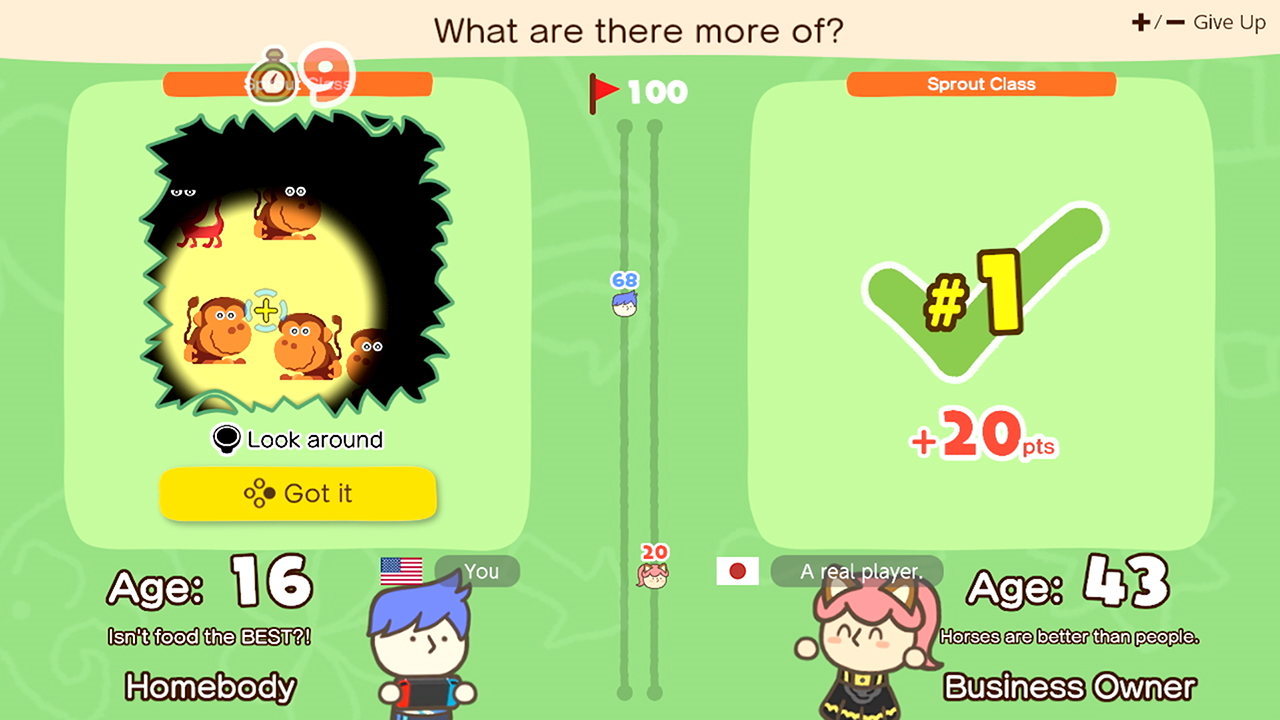 What are there more of?
+/− Give Up
9
Sprout Class
100
Sprout Class
68
#1
+20pts
Look around
Got it
20
Age: 16
You
A real player.
Age: 43
Isn't food the BEST?!
Horses are better than people.
Homebody
Business Owner